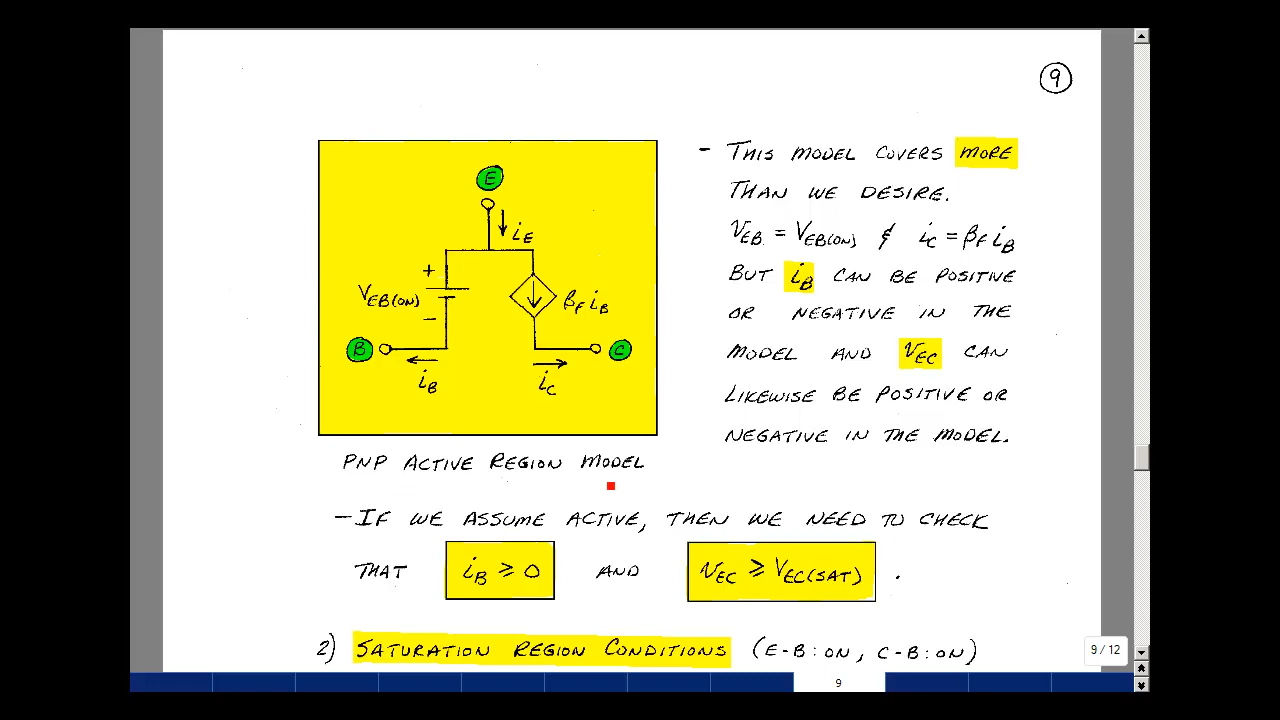 9
E
iE
+
VEB(ON)
βF iB
−
B
C
iB
iC
PNP ACTIVE REGION MODEL
- THIS MODEL COVERS MORE
THAN WE DESIRE.
VEB = VEB(ON) & iC = βF iB
BUT iB CAN BE POSITIVE
OR NEGATIVE IN THE
MODEL AND VEC CAN
LIKEWISE BE POSITIVE OR
NEGATIVE IN THE MODEL.
- IF WE ASSUME ACTIVE, THEN WE NEED TO CHECK
THAT iB ≥ 0 AND VEC ≥ VEC(SAT) .
2) SATURATION REGION CONDITIONS (E-B: ON, C-B: ON)
9 / 12
9